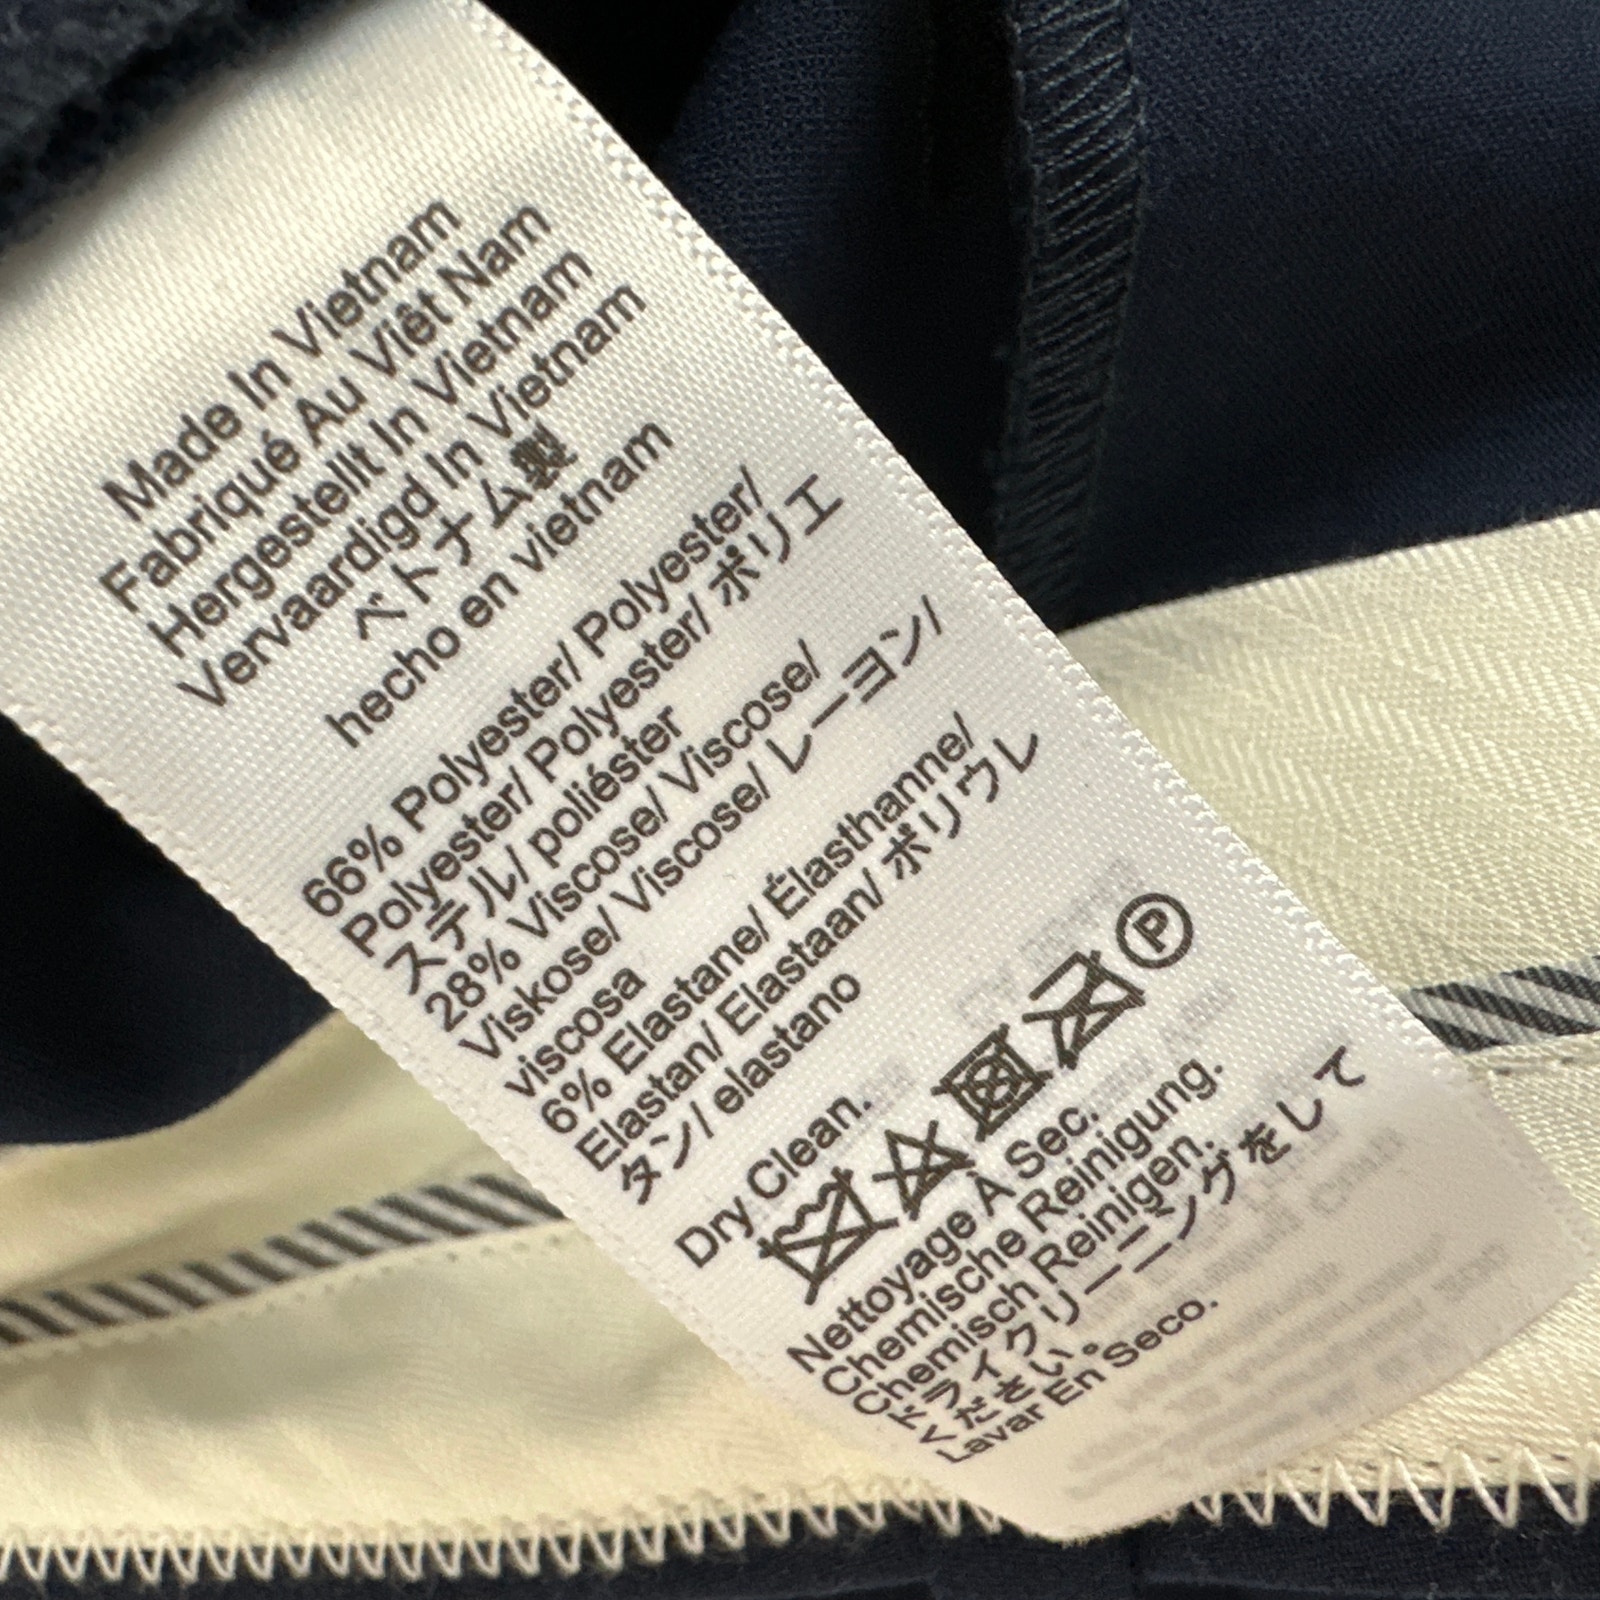 Made In Vietnam
Fabriqué Au Viêt Nam
Hergestellt In Vietnam
Vervaardigd In Vietnam
ベトナム製
hecho en vietnam
66% Polyester/ Polyester/
Polyester/ Polyester/ ポリエ
ステル/ poliéster
28% Viscose/ Viscose/
Viskose/ Viscose/ レーヨン/
viscosa
6% Elastane/ Élasthanne/
Elastan/ Elastaan/ ポリウレ
タン/ elastano
Dry Clean.
P
Nettoyage À Sec.
Chemische Reinigung.
Chemisch Reinigen.
ドライクリーニングをして
ください。
Lavar En Seco.